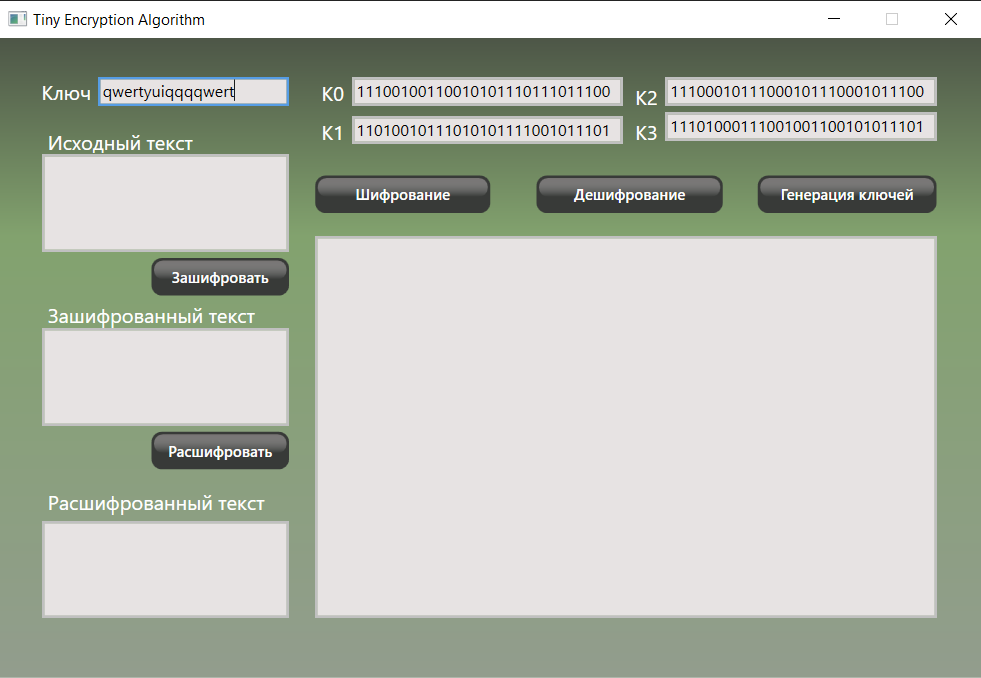 Tiny Encryption Algorithm
Ключ qwertyuiqqqqwert
K0 11100100110010101110111011100
K2 11100010111000101110001011100
K1 11010010111010101111001011101
K3 11101000111001001100101011101
Исходный текст
Шифрование
Дешифрование
Генерация ключей
Зашифровать
Зашифрованный текст
Расшифровать
Расшифрованный текст